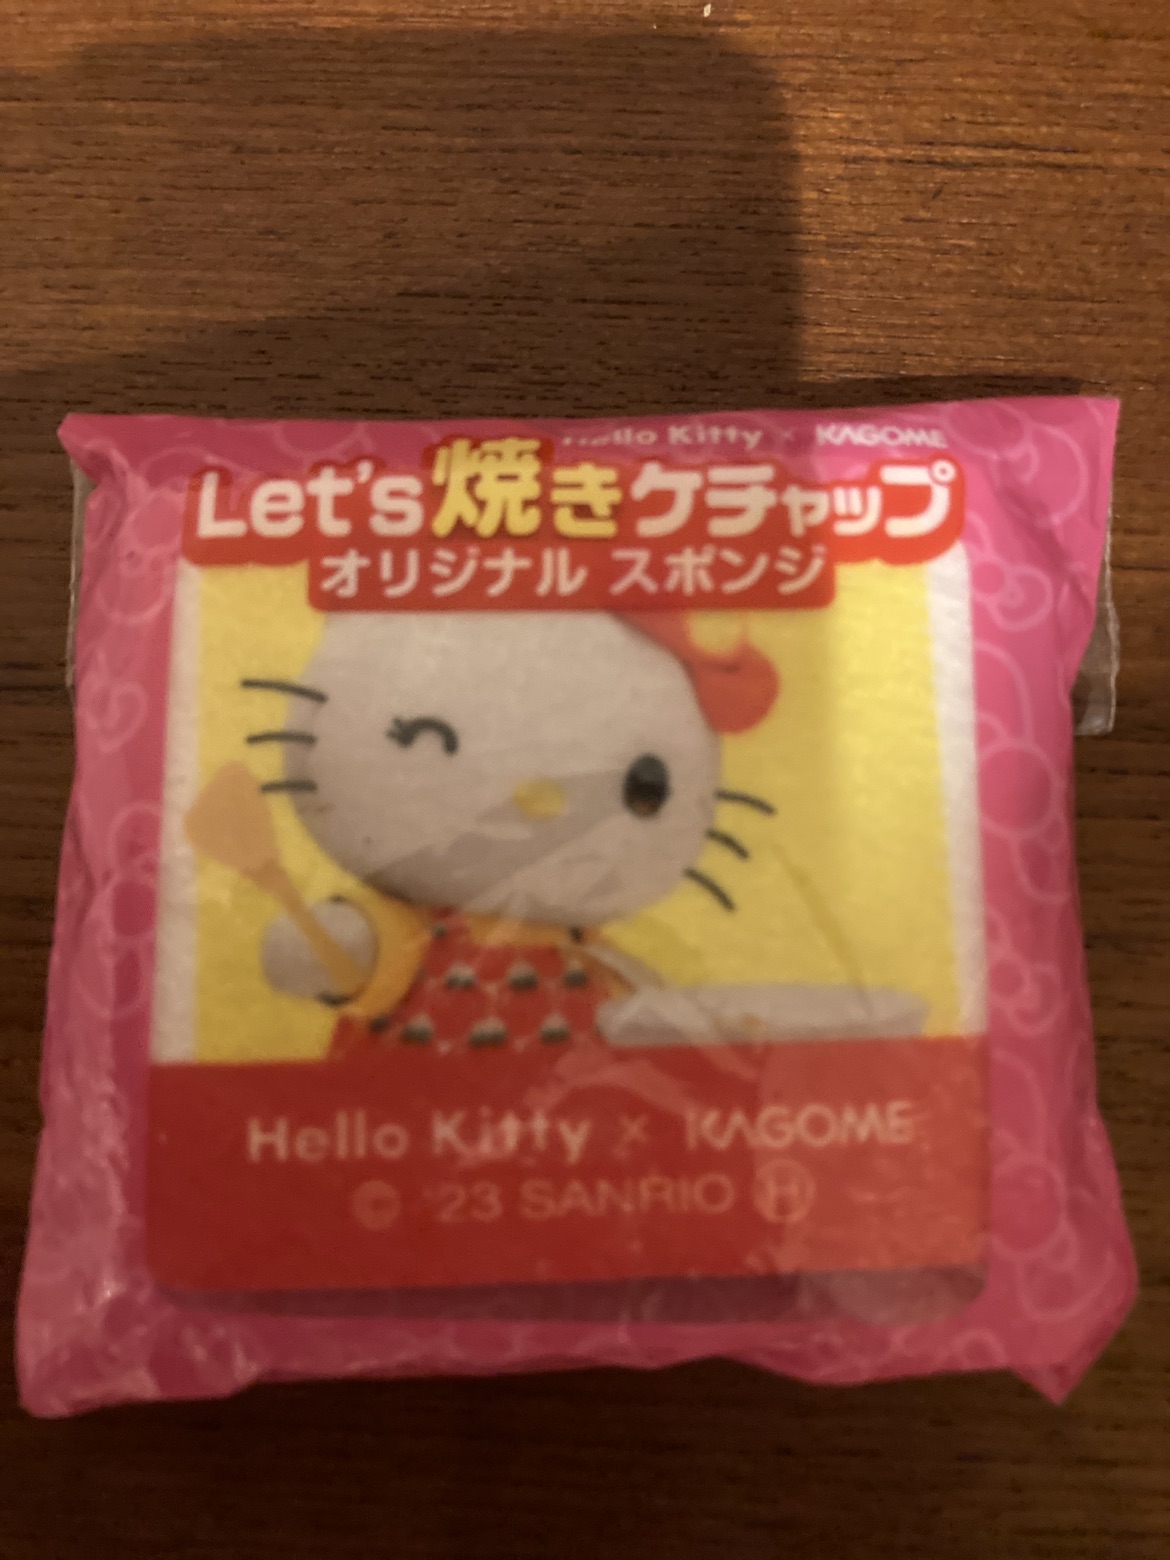 Hello Kitty × KAGOME
Let's焼きケチャップ
オリジナル スポンジ
Hello Kitty × KAGOME
© '23 SANRIO Ⓗ